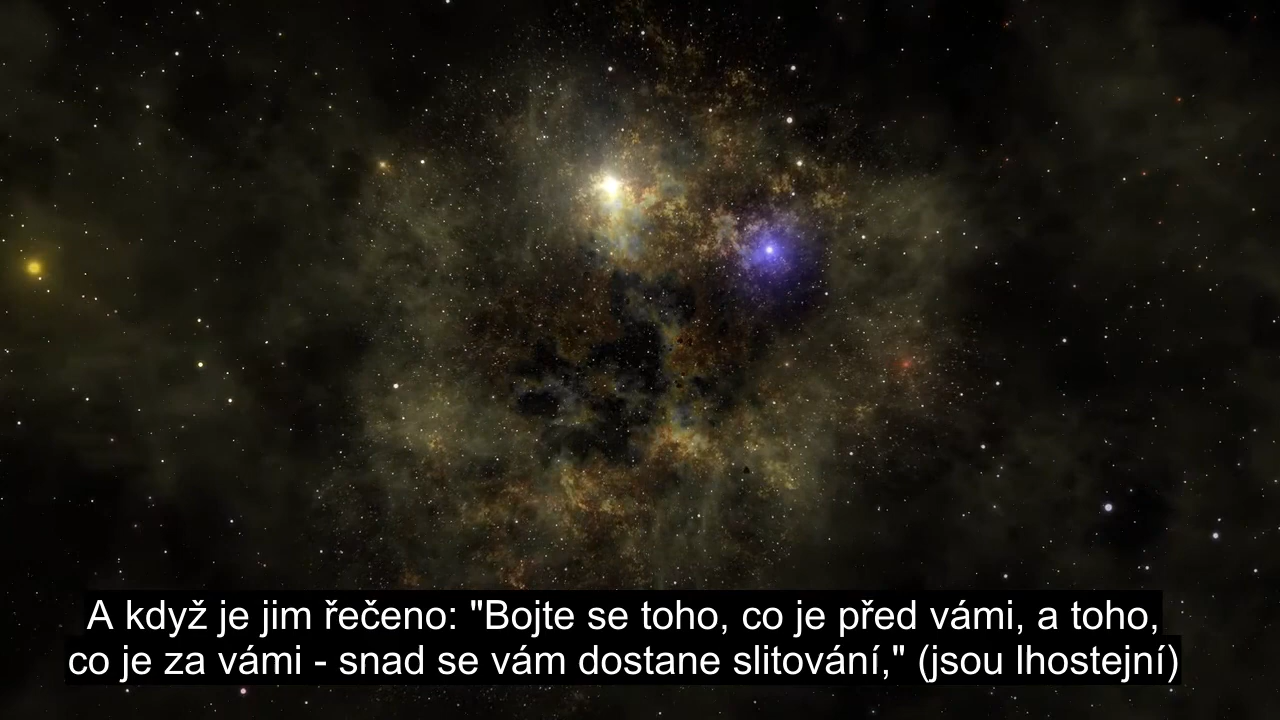 A když je jim řečeno: "Bojte se toho, co je před vámi, a toho,
co je za vámi - snad se vám dostane slitování," (jsou lhostejní)